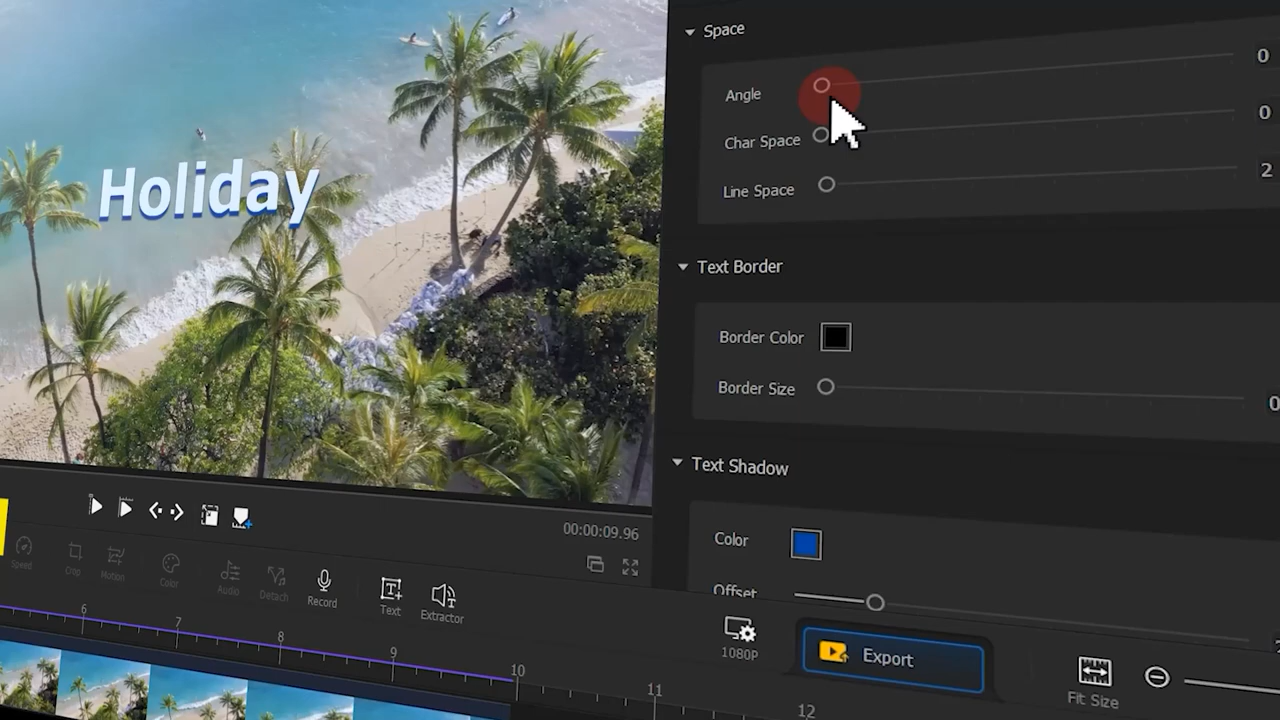 Space
Angle
0
Char Space
0
Line Space
2
Holiday
Text Border
Border Color
Border Size
0
Text Shadow
Color
Offset
00:00:09.96
Speed
Crop
Motion
Color
Audio
Detach
Record
Text
Extractor
1080P
Export
Fit Size
6
7
8
9
10
11
12